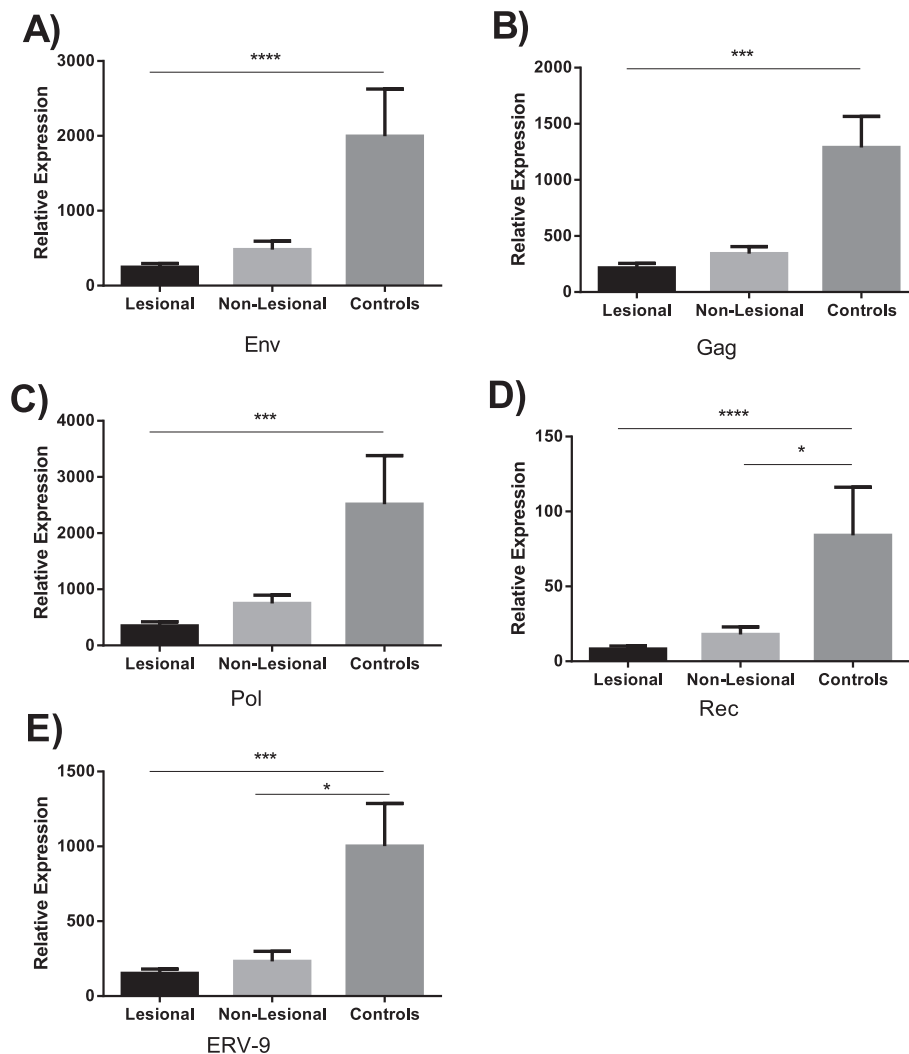 A)
****
3000
2000
1000
0
Relative Expression
Lesional Non-Lesional Controls
Env
B)
***
2000
1500
1000
500
0
Relative Expression
Lesional Non-Lesional Controls
Gag
C)
***
4000
3000
2000
1000
0
Relative Expression
Lesional Non-Lesional Controls
Pol
D)
****
*
150
100
50
0
Relative Expression
Lesional Non-Lesional Controls
Rec
E)
***
*
1500
1000
500
0
Relative Expression
Lesional Non-Lesional Controls
ERV-9